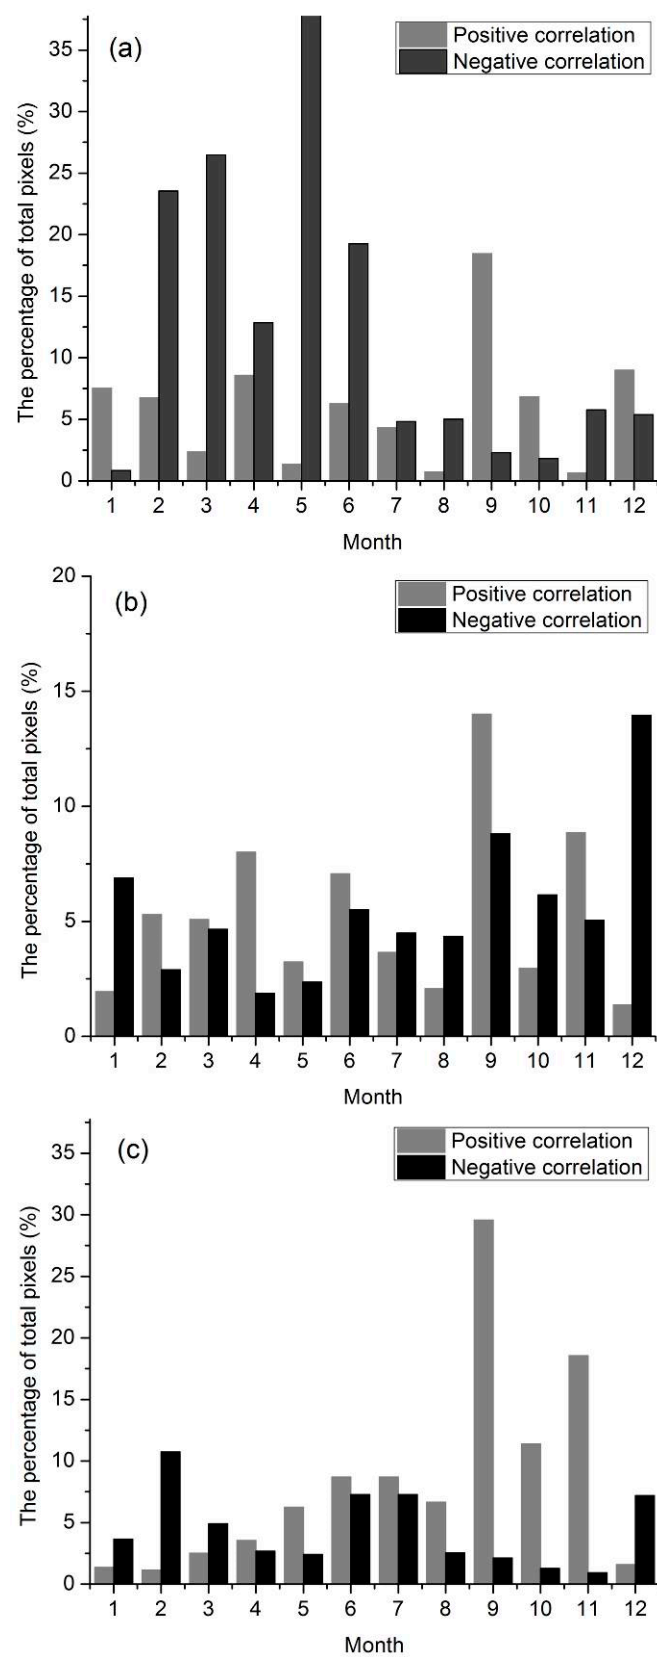 (a)
Positive correlation
Negative correlation
The percentage of total pixels (%)
35
30
25
20
15
10
5
0
1 2 3 4 5 6 7 8 9 10 11 12
Month
(b)
Positive correlation
Negative correlation
The percentage of total pixels (%)
20
15
10
5
0
1 2 3 4 5 6 7 8 9 10 11 12
Month
(c)
Positive correlation
Negative correlation
The percentage of total pixels (%)
35
30
25
20
15
10
5
0
1 2 3 4 5 6 7 8 9 10 11 12
Month